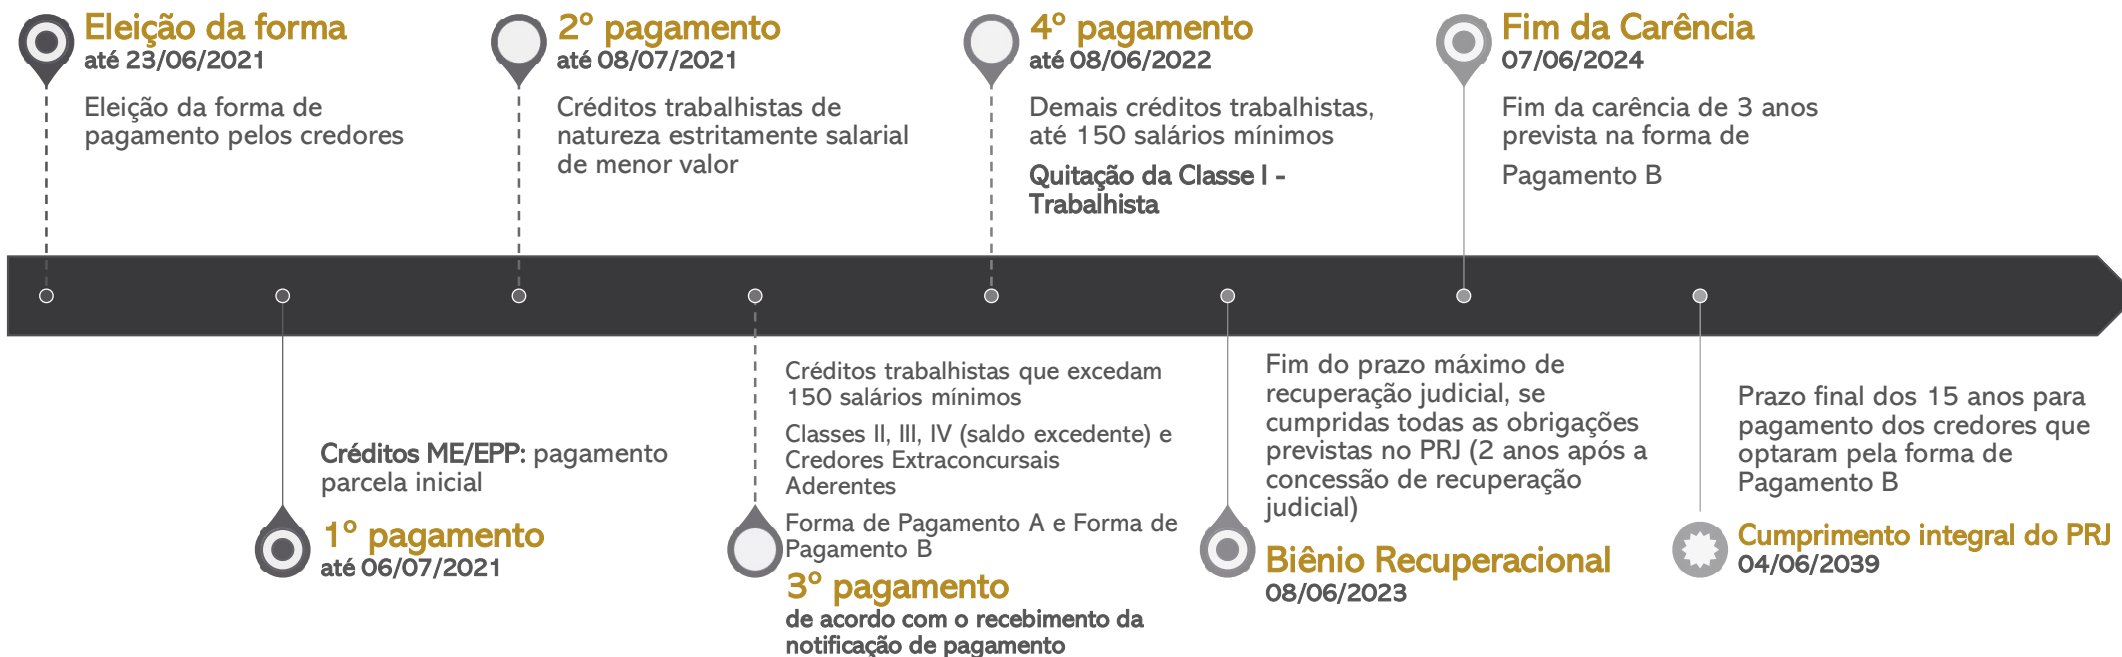 Eleição da forma
até 23/06/2021
Eleição da forma de
pagamento pelos credores
2º pagamento
até 08/07/2021
Créditos trabalhistas de
natureza estritamente salarial
de menor valor
4º pagamento
até 08/06/2022
Demais créditos trabalhistas,
até 150 salários mínimos
Quitação da Classe I -
Trabalhista
Fim da Carência
07/06/2024
Fim da carência de 3 anos
prevista na forma de
Pagamento B
Créditos ME/EPP: pagamento
parcela inicial
1º pagamento
até 06/07/2021
Créditos trabalhistas que excedam
150 salários mínimos
Classes II, III, IV (saldo excedente) e
Credores Extraconcursais
Aderentes
Forma de Pagamento A e Forma de
Pagamento B
3º pagamento
de acordo com o recebimento da
notificação de pagamento
Fim do prazo máximo de
recuperação judicial, se
cumpridas todas as obrigações
previstas no PRJ (2 anos após a
concessão de recuperação
judicial)
Biênio Recuperacional
08/06/2023
Prazo final dos 15 anos para
pagamento dos credores que
optaram pela forma de
Pagamento B
Cumprimento integral do PRJ
04/06/2039